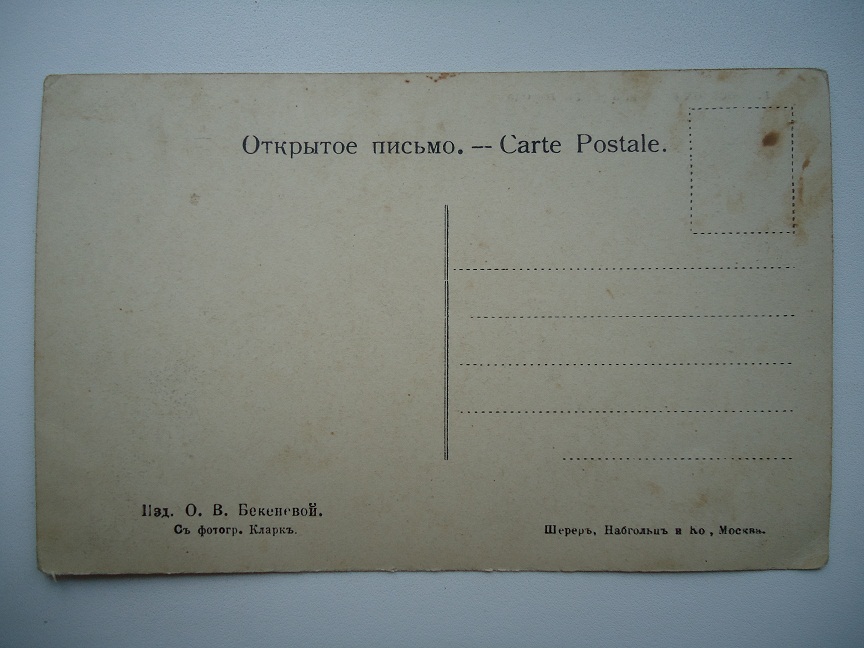 Открытое письмо. — Carte Postale.
Изд. О. В. Бекеневой.
Съ фотогр. Кларкъ.
Шереръ, Набгольцъ и Ко, Москва.